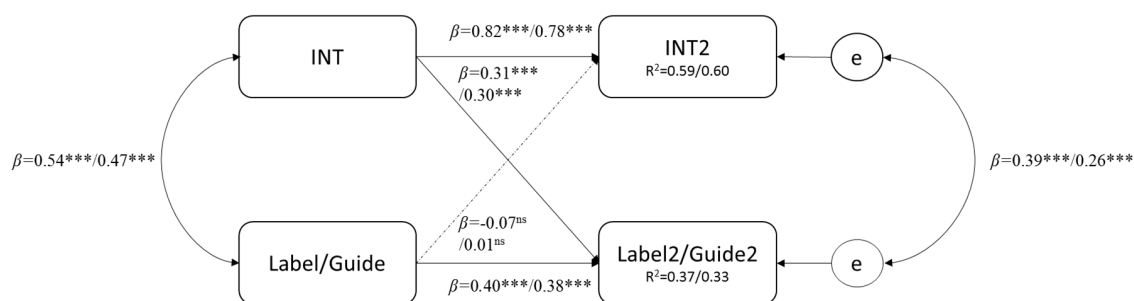 β=0.82***/0.78***
INT
INT2
R²=0.59/0.60
e
β=0.31***
/0.30***
β=0.54***/0.47***
β=0.39***/0.26***
β=-0.07ⁿˢ
/0.01ⁿˢ
Label/Guide
Label2/Guide2
R²=0.37/0.33
e
β=0.40***/0.38***